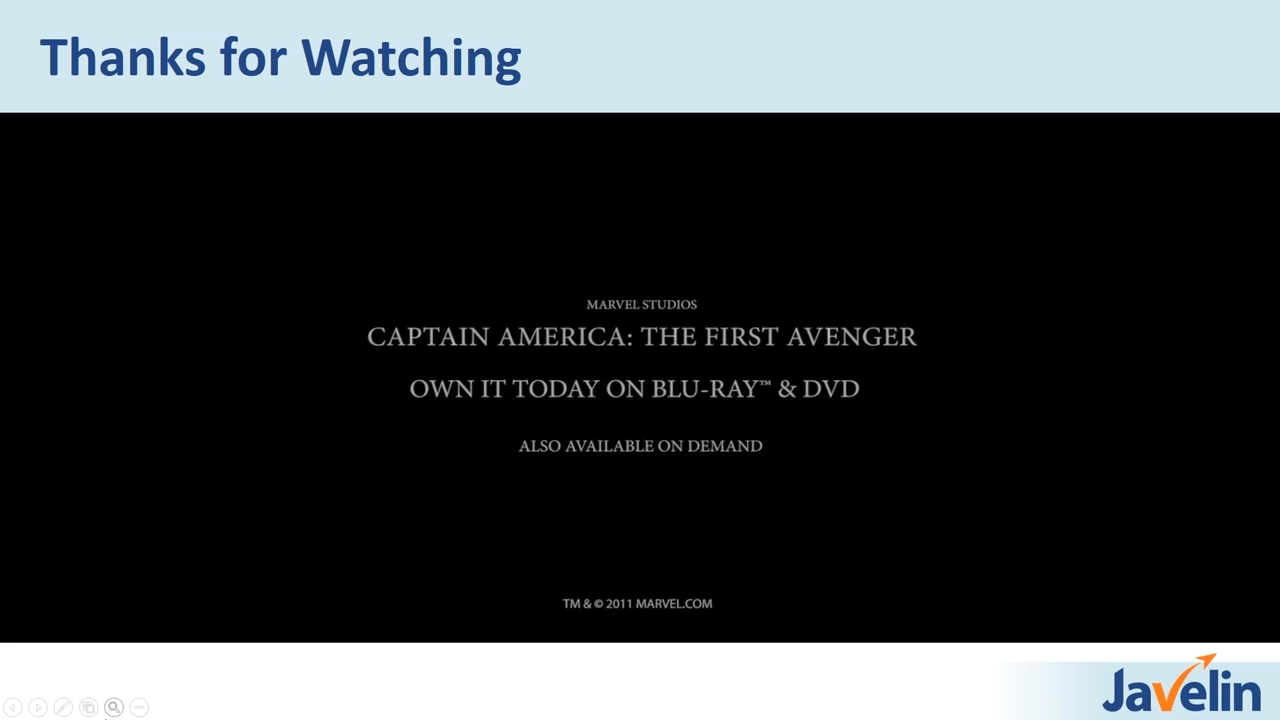 Thanks for Watching
MARVEL STUDIOS
CAPTAIN AMERICA: THE FIRST AVENGER
OWN IT TODAY ON BLU-RAY™ & DVD
ALSO AVAILABLE ON DEMAND
TM & © 2011 MARVEL.COM
Javelin